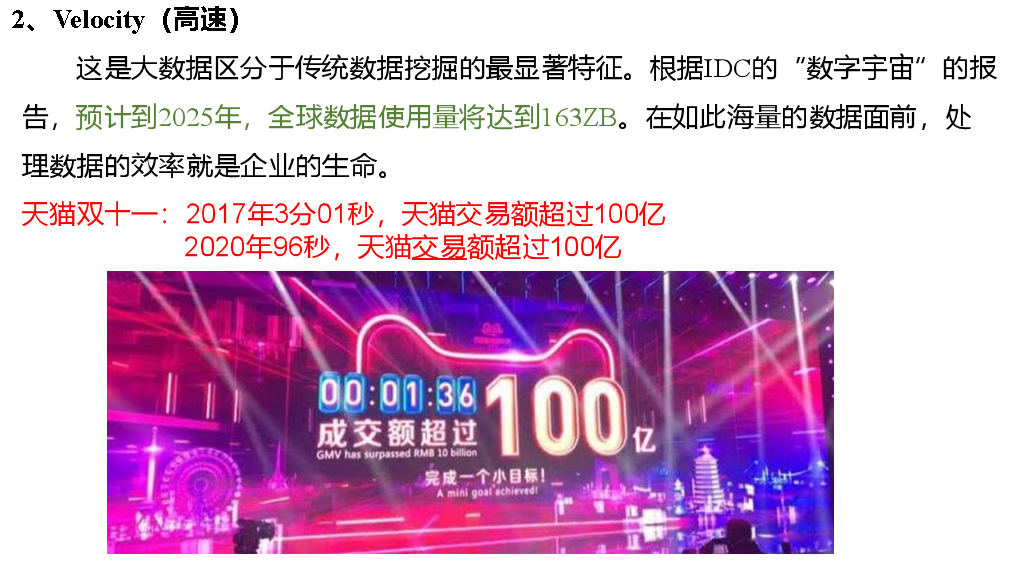 2、Velocity（高速）
这是大数据区分于传统数据挖掘的最显著特征。根据IDC的“数字宇宙“的报
告，预计到2025年，全球数据使用量将达到163ZB。在如此海量的数据面前，处
理数据的效率就是企业的生命。
天猫双十一：2017年3分01秒，天猫交易额超过100亿
2020年96秒，天猫交易额超过100亿
00:01:36
成交额超过
GMV has surpassed RMB 10 billion
100亿
完成一个小目标！
A mini goal achieved!